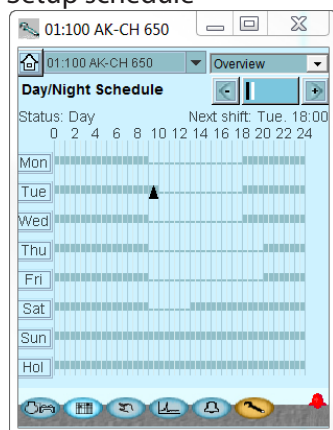 Setup schedule
01:100 AK-CH 650
01:100 AK-CH 650 Overview
Day/Night Schedule
Status: Day Next shift: Tue. 18:00
0 2 4 6 8 10 12 14 16 18 20 22 24
Mon
Tue
Wed
Thu
Fri
Sat
Sun
Hol